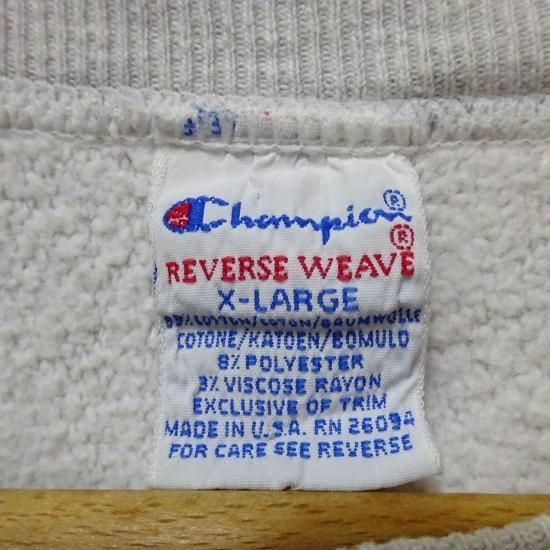 Champion ®
REVERSE WEAVE ®
X-LARGE
89% COTTON/COTON/BAUMWOLLE
COTONE/KATOEN/BOMULD
8% POLYESTER
3% VISCOSE RAYON
EXCLUSIVE OF TRIM
MADE IN U.S.A. RN 26094
FOR CARE SEE REVERSE